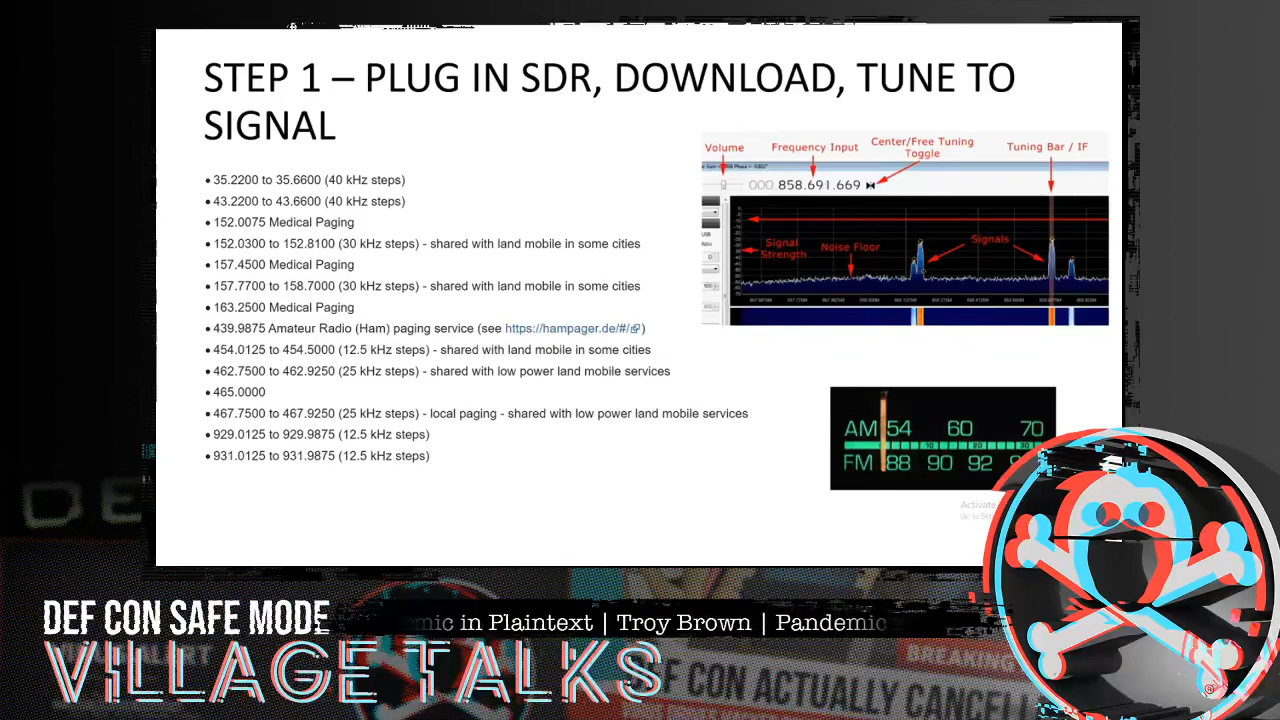 STEP 1 – PLUG IN SDR, DOWNLOAD, TUNE TO
SIGNAL
• 35.2200 to 35.6600 (40 kHz steps)
• 43.2200 to 43.6600 (40 kHz steps)
• 152.0075 Medical Paging
• 152.0300 to 152.8100 (30 kHz steps) - shared with land mobile in some cities
• 157.4500 Medical Paging
• 157.7700 to 158.7000 (30 kHz steps) - shared with land mobile in some cities
• 163.2500 Medical Paging
• 439.9875 Amateur Radio (Ham) paging service (see https://hampager.de/#/)
• 454.0125 to 454.5000 (12.5 kHz steps) - shared with land mobile in some cities
• 462.7500 to 462.9250 (25 kHz steps) - shared with low power land mobile services
• 465.0000
• 467.7500 to 467.9250 (25 kHz steps) - local paging - shared with low power land mobile services
• 929.0125 to 929.9875 (12.5 kHz steps)
• 931.0125 to 931.9875 (12.5 kHz steps)
Volume
Frequency Input
Center/Free Tuning
Toggle
Tuning Bar / IF
000 858.691.669
Signal
Strength
Noise Floor
Signals
AM 54 60 70
FM 88 90 92
Activate
DEF CON SAFE MODE
mic in Plaintext | Troy Brown | Pandemic
VILLAGE TALKS
BREAKING
DEF CON ACTUALLY CANCEL